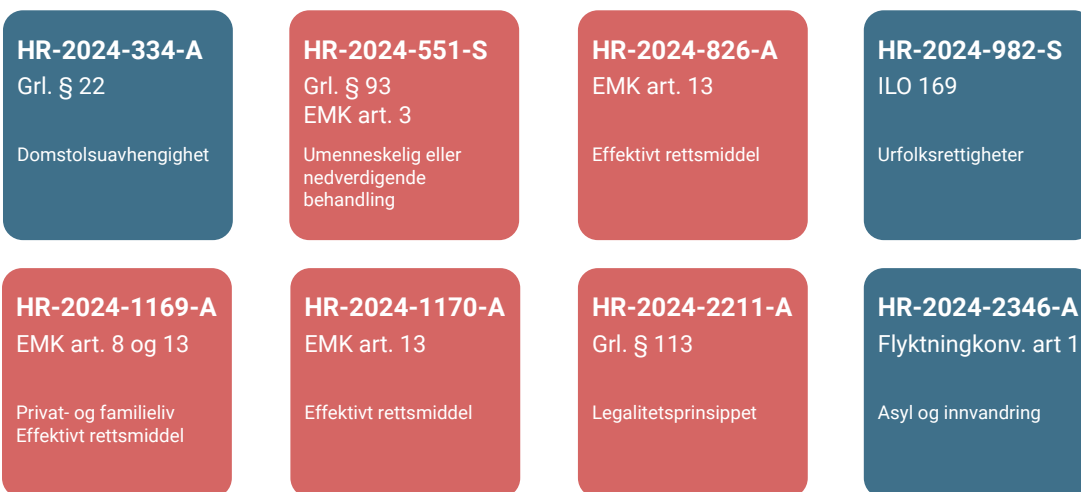 HR-2024-334-A
Grl. § 22
Domstolsuavhengighet
HR-2024-551-S
Grl. § 93
EMK art. 3
Umenneskelig eller
nedverdigende
behandling
HR-2024-826-A
EMK art. 13
Effektivt rettsmiddel
HR-2024-982-S
ILO 169
Urfolksrettigheter
HR-2024-1169-A
EMK art. 8 og 13
Privat- og familieliv
Effektivt rettsmiddel
HR-2024-1170-A
EMK art. 13
Effektivt rettsmiddel
HR-2024-2211-A
Grl. § 113
Legalitetsprinsippet
HR-2024-2346-A
Flyktningkonv. art 1
Asyl og innvandring